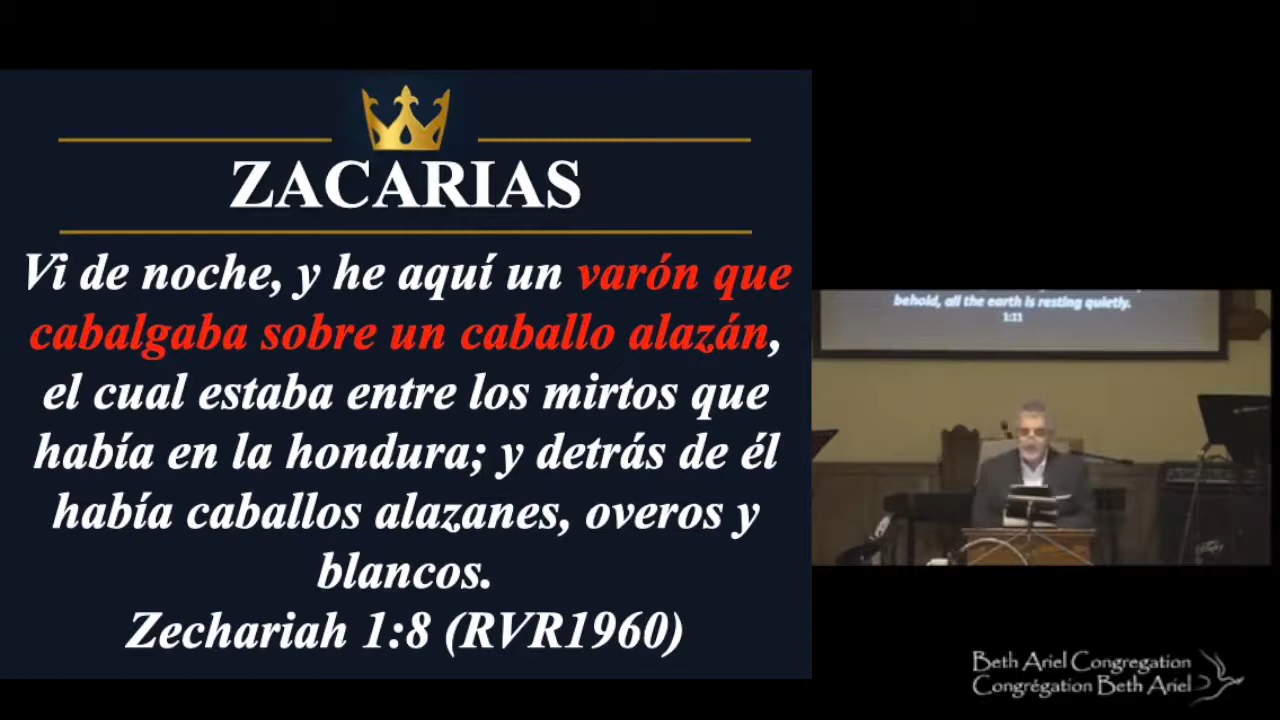 ZACARIAS
Vi de noche, y he aquí un varón que
cabalgaba sobre un caballo alazán,
el cual estaba entre los mirtos que
había en la hondura; y detrás de él
había caballos alazanes, overos y
blancos.
Zechariah 1:8 (RVR1960)
behold, all the earth is resting quietly.
1:11
Beth Ariel Congregation
Congrégation Beth Ariel